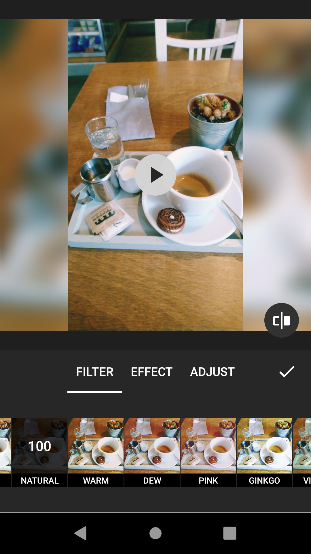 FILTER EFFECT ADJUST
100
NATURAL WARM DEW PINK GINKGO